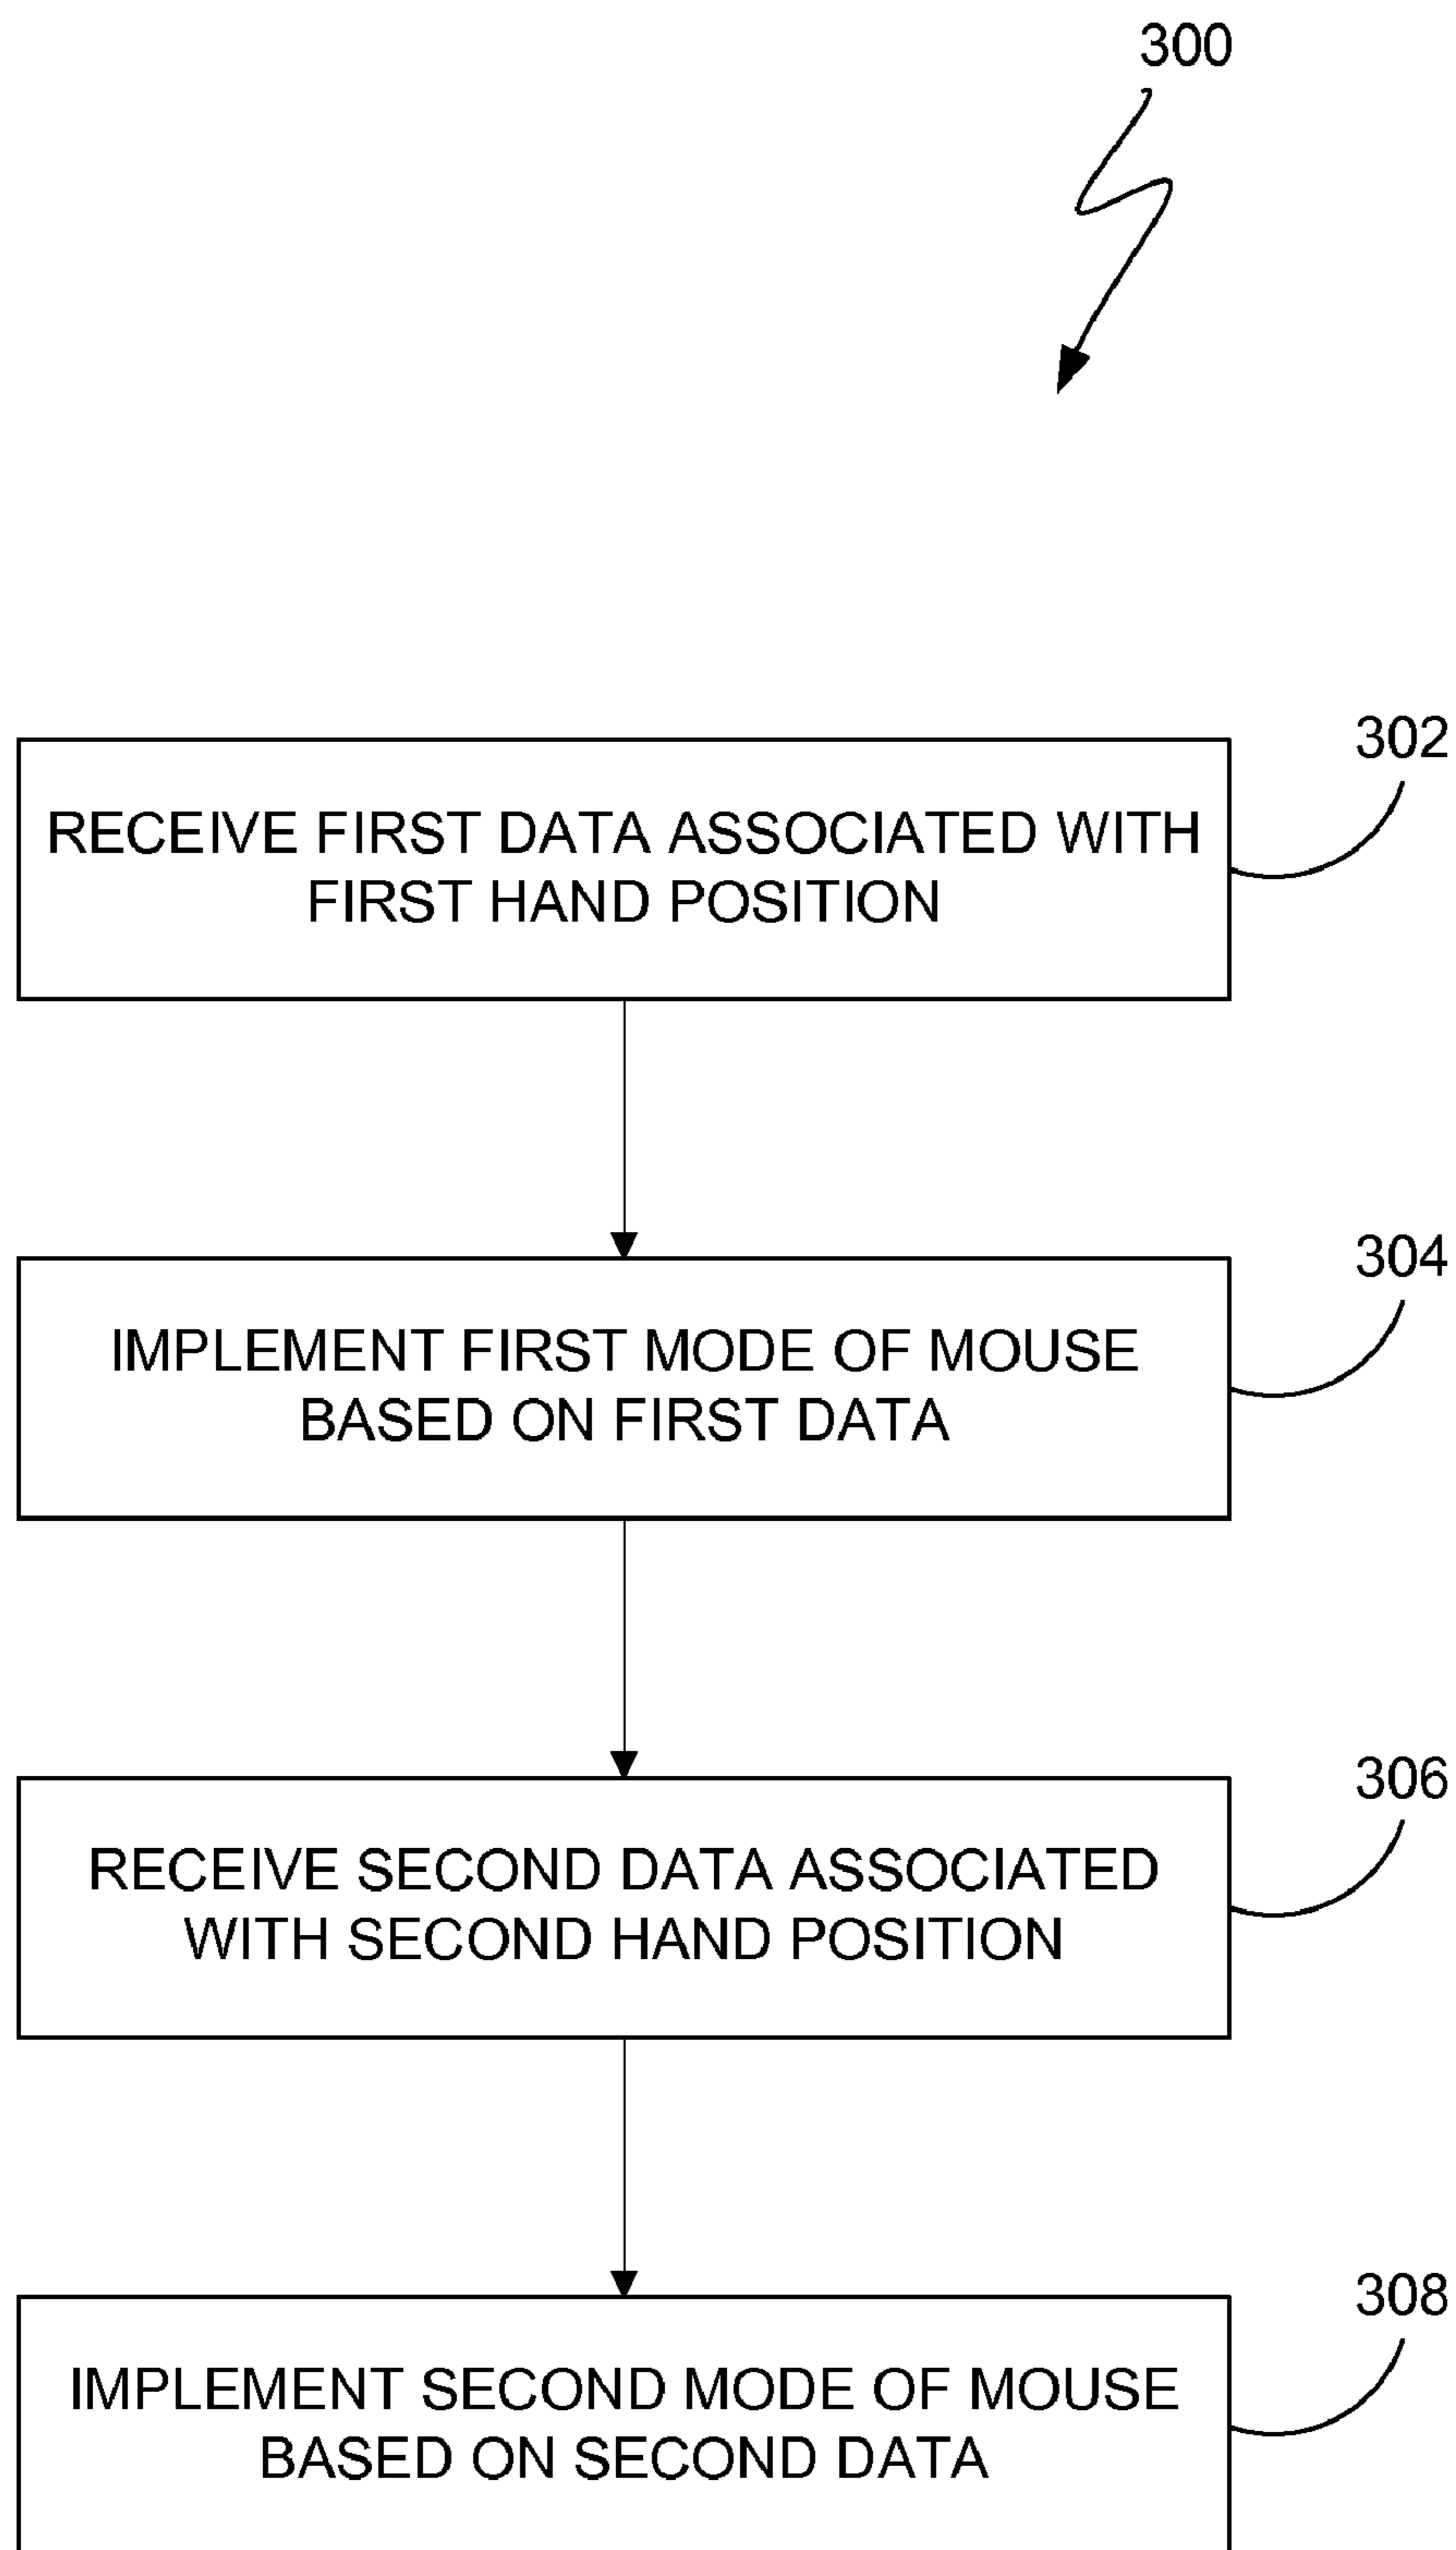 300
302
RECEIVE FIRST DATA ASSOCIATED WITH
FIRST HAND POSITION
304
IMPLEMENT FIRST MODE OF MOUSE
BASED ON FIRST DATA
306
RECEIVE SECOND DATA ASSOCIATED
WITH SECOND HAND POSITION
308
IMPLEMENT SECOND MODE OF MOUSE
BASED ON SECOND DATA